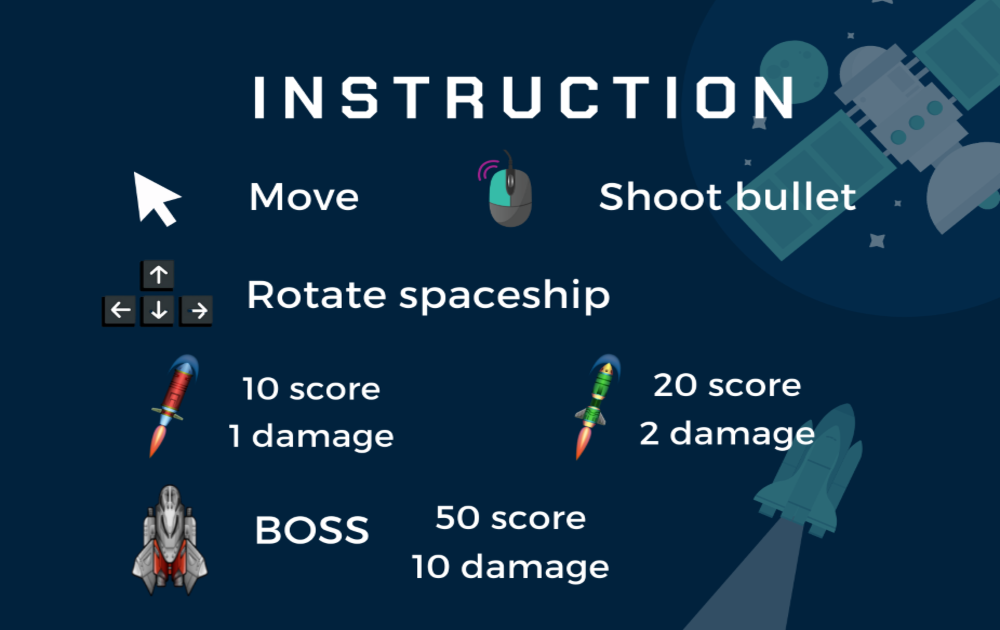 INSTRUCTION
Move
Shoot bullet
Rotate spaceship
10 score
1 damage
20 score
2 damage
BOSS
50 score
10 damage